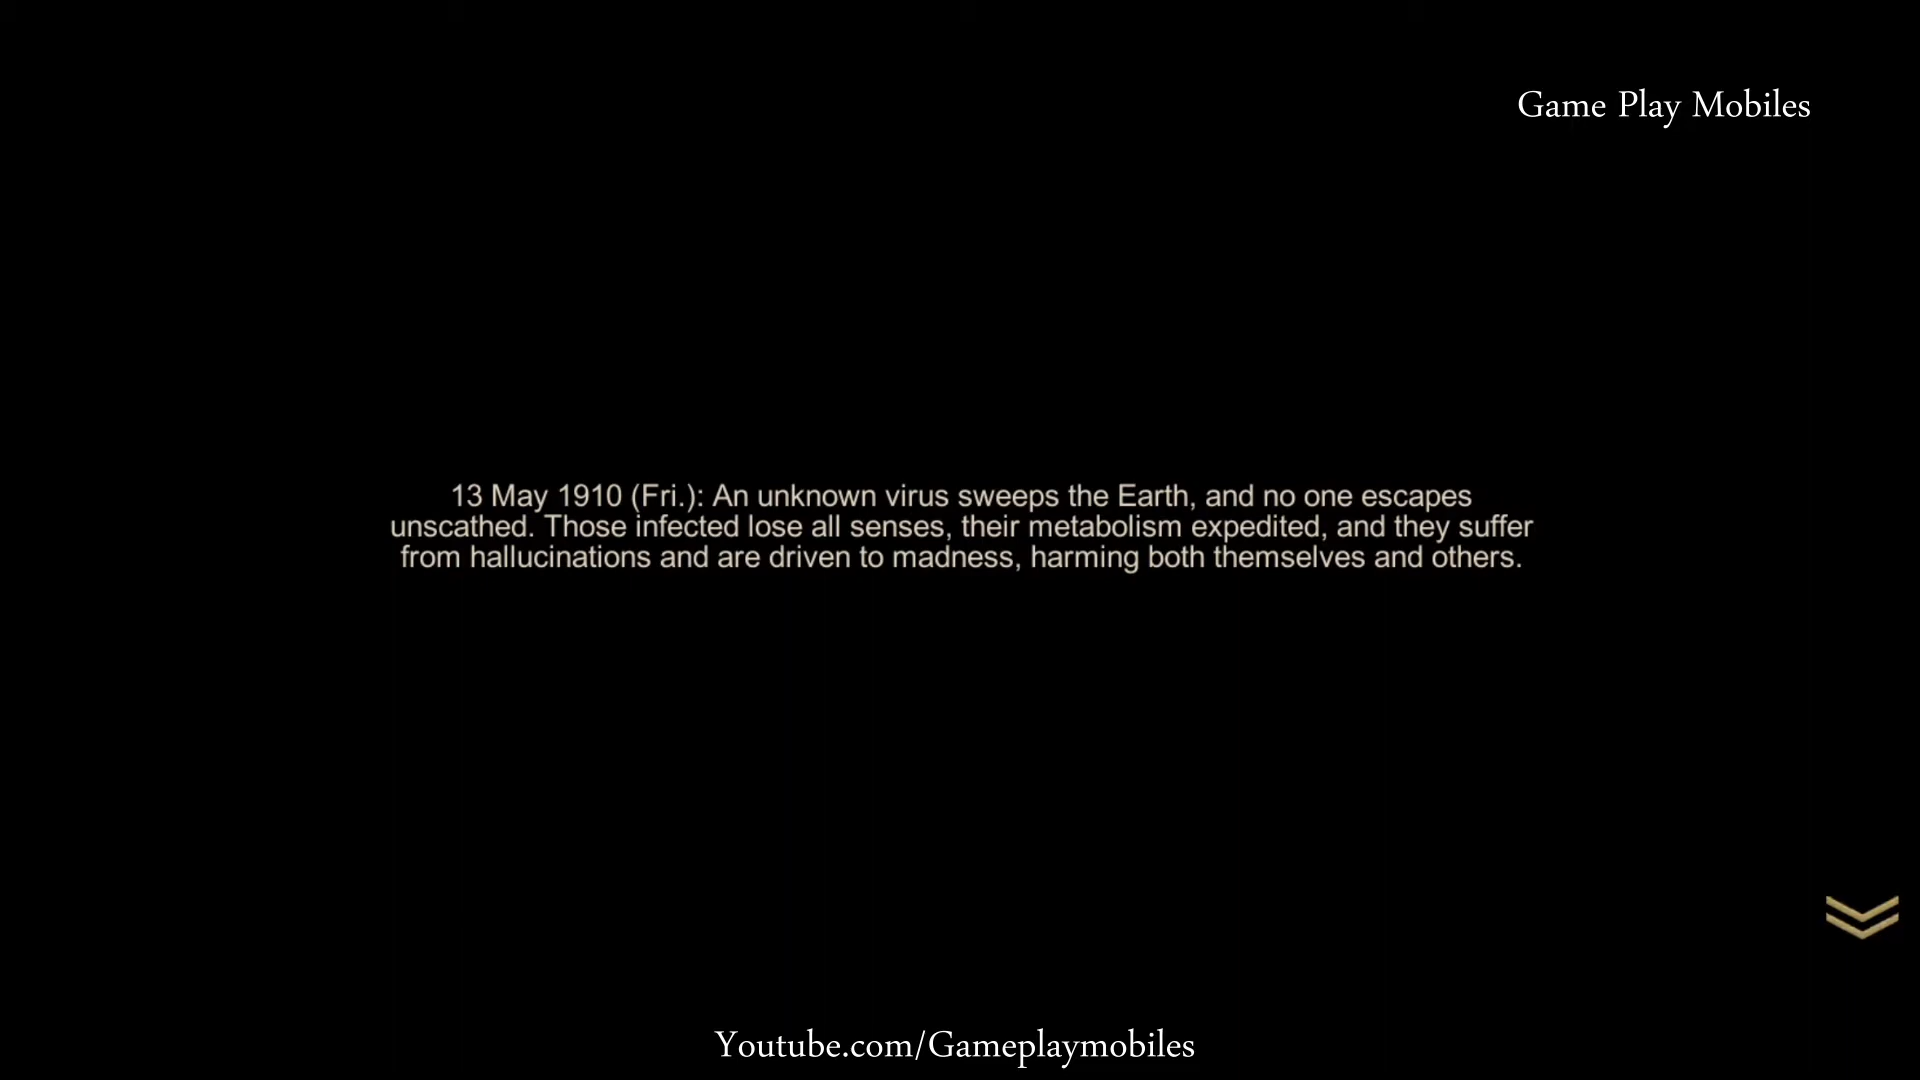 Game Play Mobiles
13 May 1910 (Fri.): An unknown virus sweeps the Earth, and no one escapes
unscathed. Those infected lose all senses, their metabolism expedited, and they suffer
from hallucinations and are driven to madness, harming both themselves and others.
Youtube.com/Gameplaymobiles